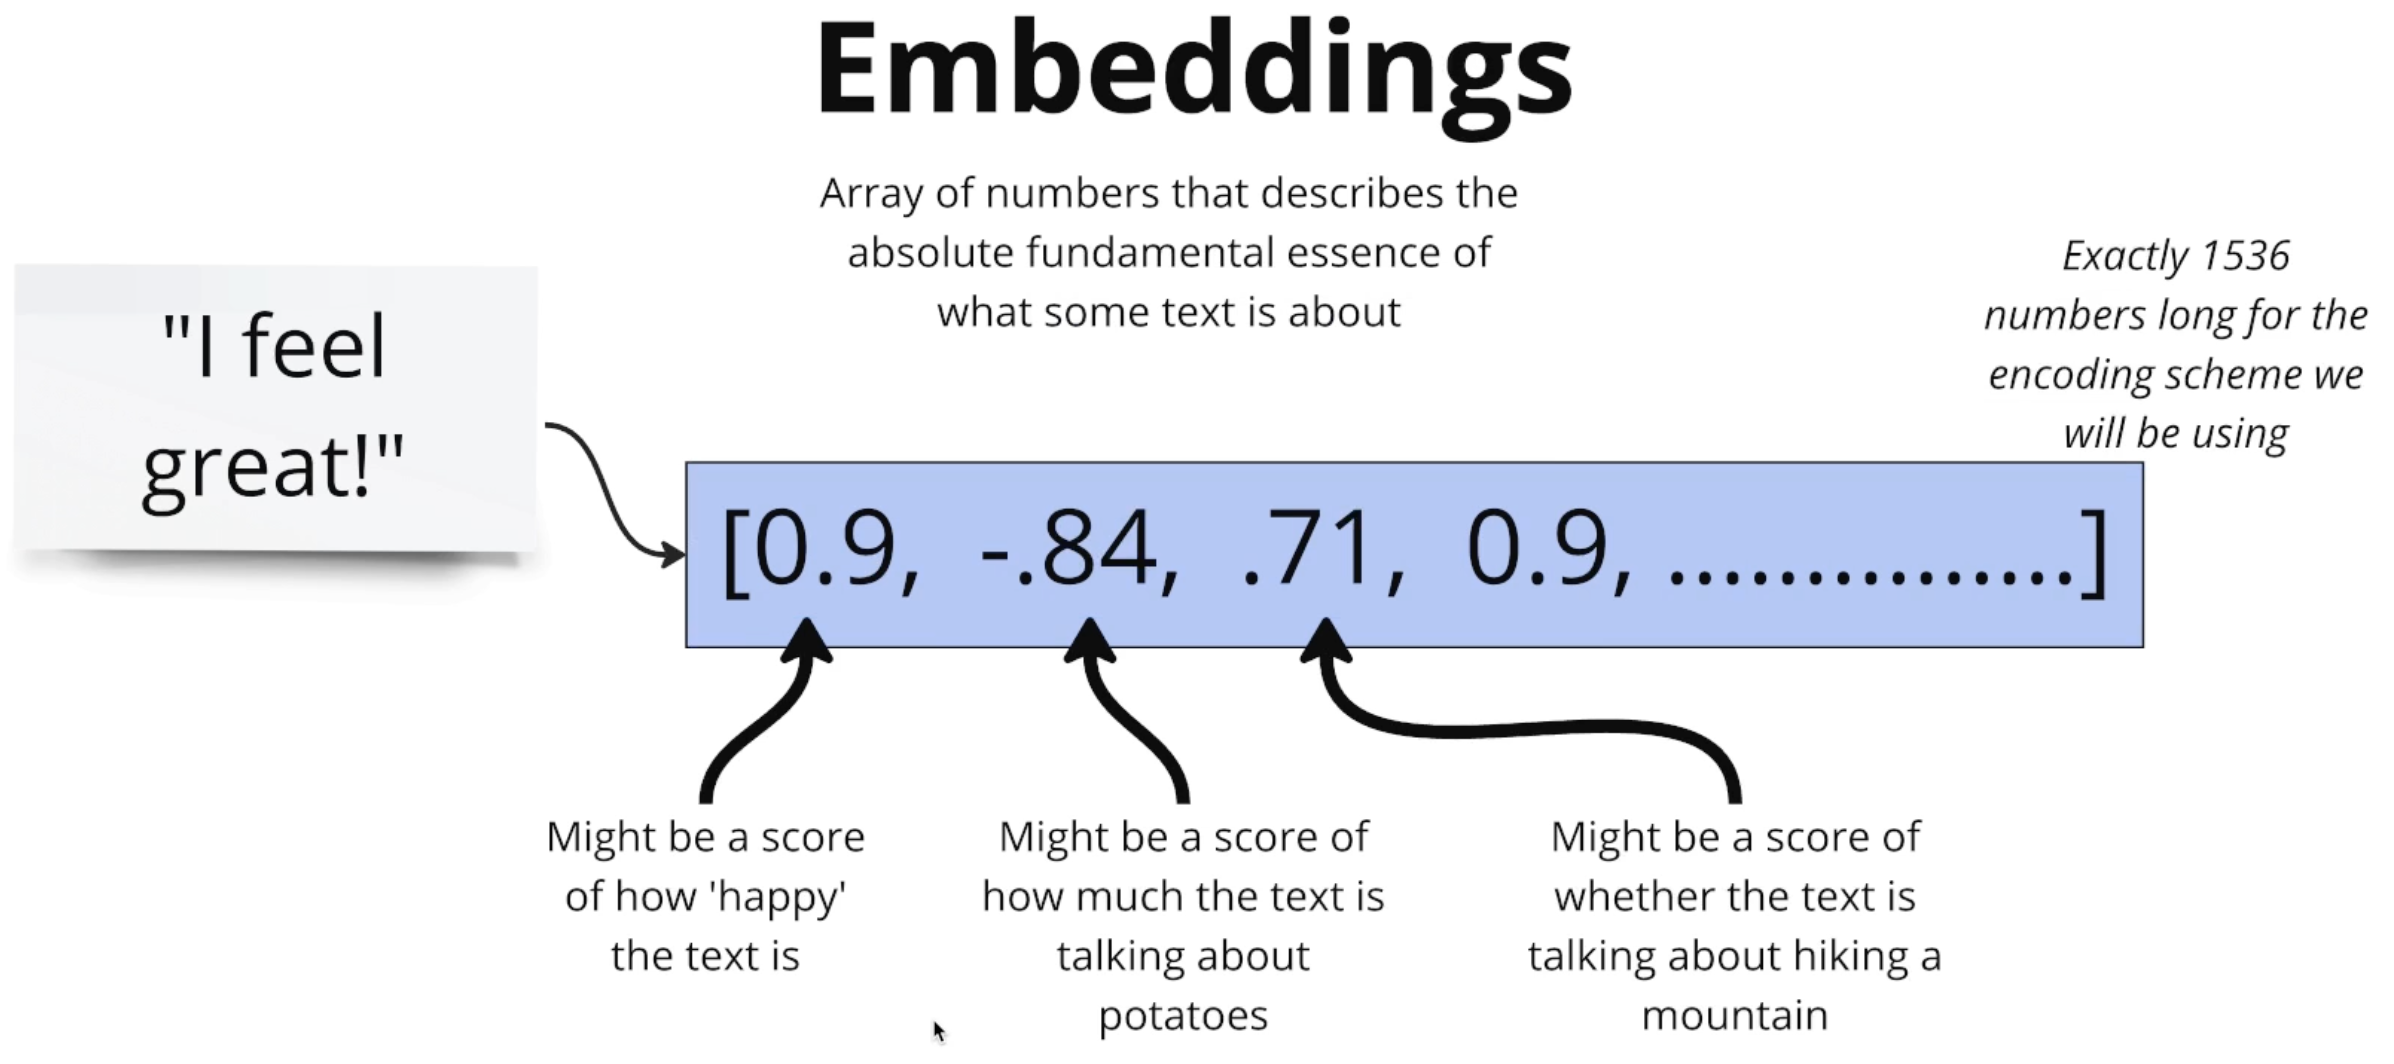 Embeddings
Array of numbers that describes the
absolute fundamental essence of
what some text is about
Exactly 1536
numbers long for the
encoding scheme we
will be using
"I feel
great!"
[0.9, -.84, .71, 0.9, ...............]
Might be a score
of how 'happy'
the text is
Might be a score of
how much the text is
talking about
potatoes
Might be a score of
whether the text is
talking about hiking a
mountain